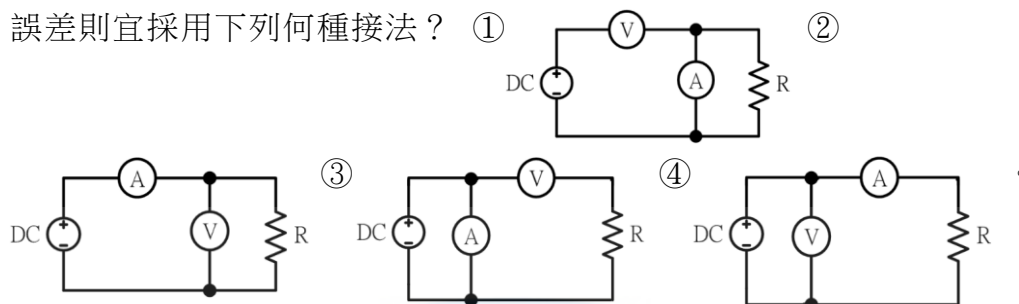 誤差則宜採用下列何種接法? ① V A DC + - R ②
A V DC + - R ③ V A DC + - R ④ A V DC + - R 。